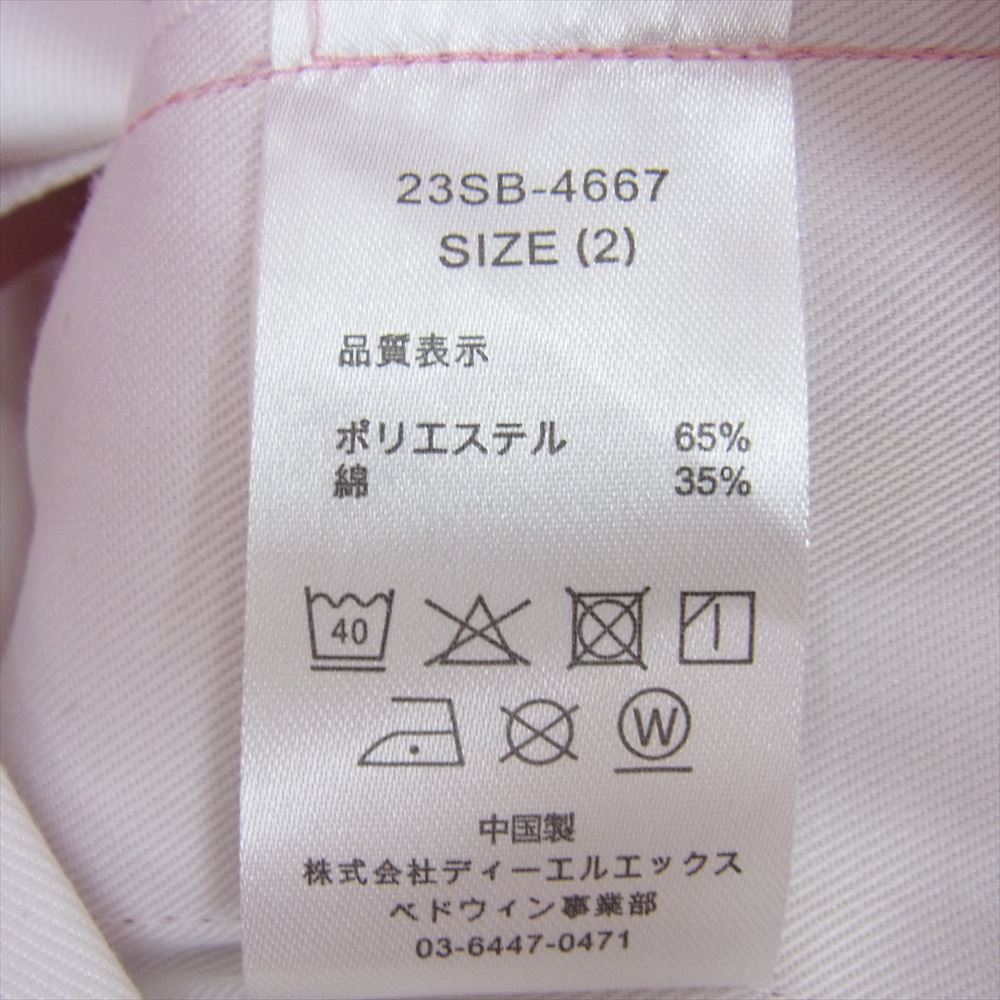 23SB-4667
SIZE (2)
品質表示
ポリエステル 65%
綿 35%
40
W
中国製
株式会社ディーエルエックス
ベドウィン事業部
03-6447-0471